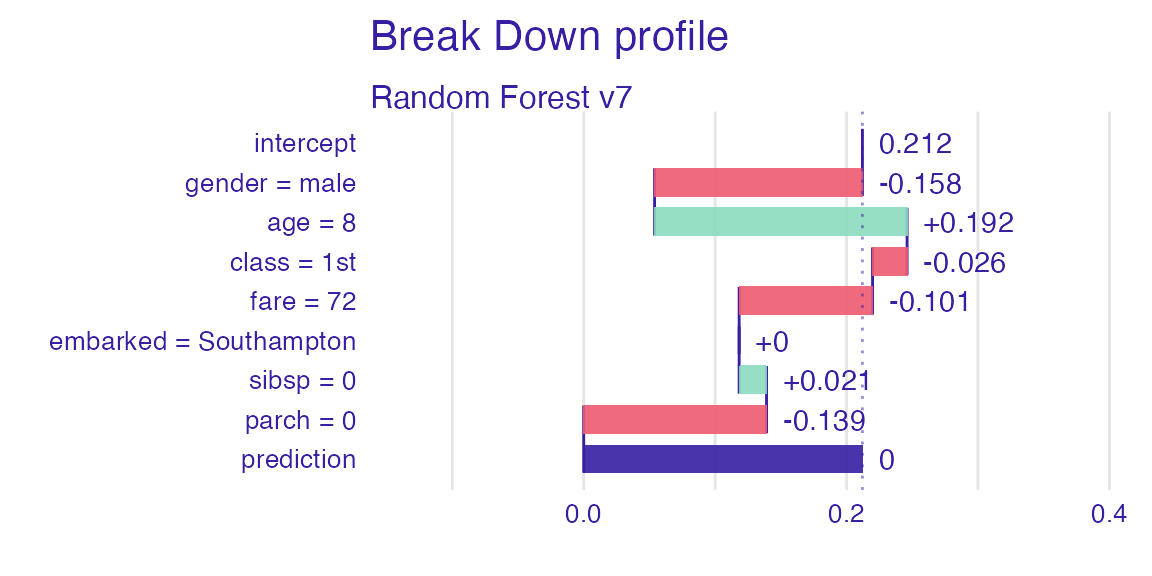 Break Down profile
Random Forest v7
intercept 0.212
gender = male -0.158
age = 8 +0.192
class = 1st -0.026
fare = 72 -0.101
embarked = Southampton +0
sibsp = 0 +0.021
parch = 0 -0.139
prediction 0
0.0 0.2 0.4